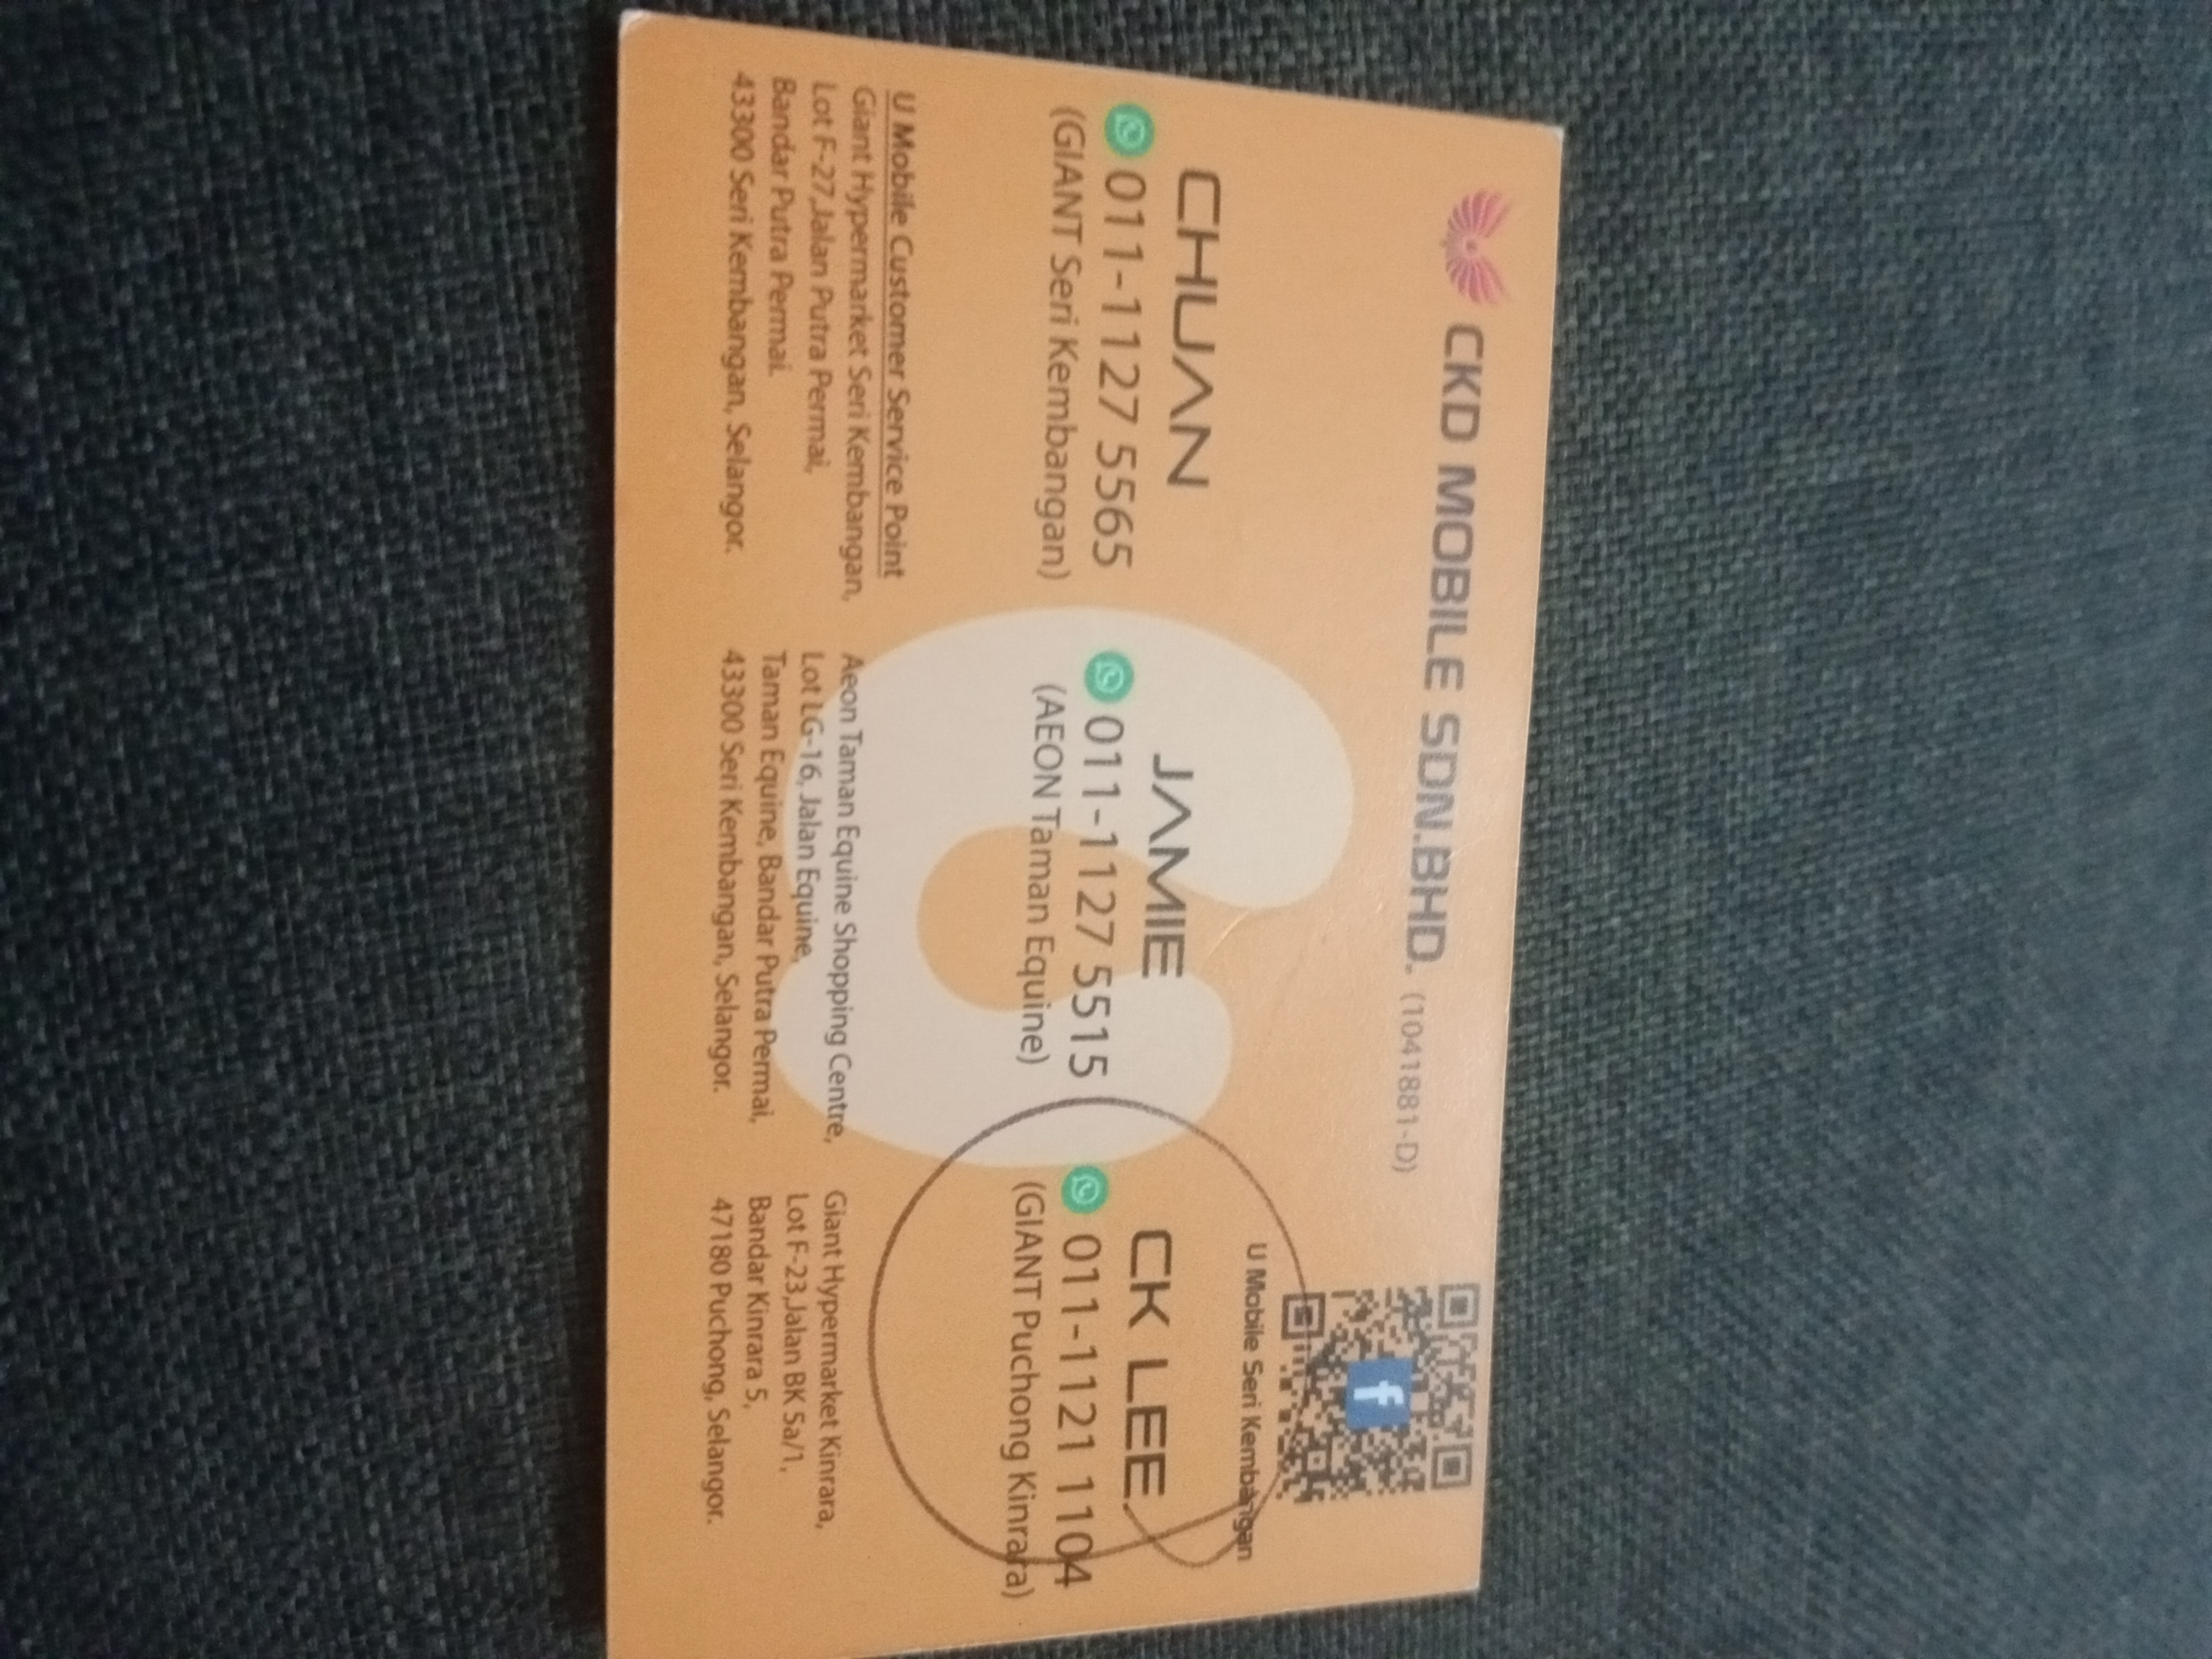 CKD MOBILE SDN.BHD. (1041881-D)
f
U Mobile Seri Kembangan
CHUAN
011-1127 5565
(GIANT Seri Kembangan)
JAMIE
011-1127 5515
(AEON Taman Equine)
CK LEE
011-1121 1104
(GIANT Puchong Kinrara)
U Mobile Customer Service Point
Giant Hypermarket Seri Kembangan,
Lot F-27,Jalan Putra Permai,
Bandar Putra Permai.
43300 Seri Kembangan, Selangor.
Aeon Taman Equine Shopping Centre,
Lot LG-16, Jalan Equine,
Taman Equine, Bandar Putra Permai,
43300 Seri Kembangan, Selangor.
Giant Hypermarket Kinrara,
Lot F-23,Jalan BK 5a/1,
Bandar Kinrara 5,
47180 Puchong, Selangor.